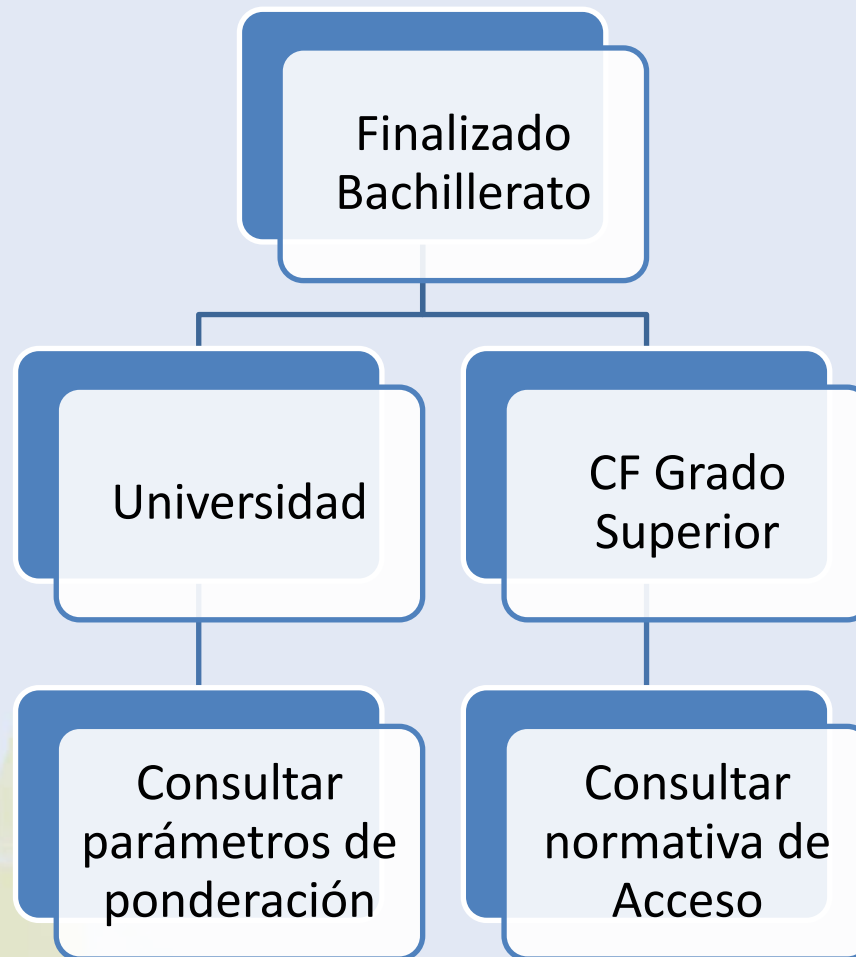 Finalizado
Bachillerato
Universidad
CF Grado
Superior
Consultar
parámetros de
ponderación
Consultar
normativa de
Acceso